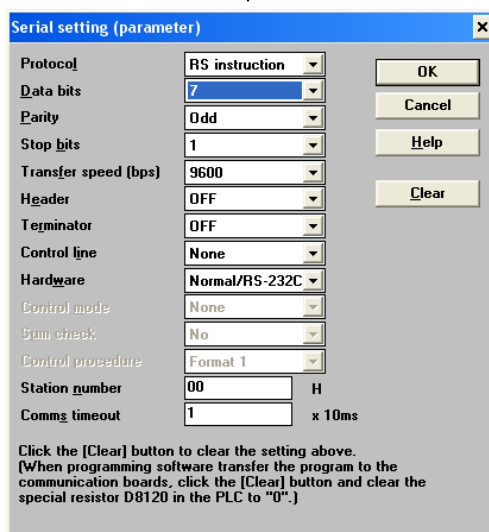 Serial setting (parameter)
Protocol RS instruction OK
Data bits 7
Cancel
Parity Odd
Stop bits 1 Help
Transfer speed (bps) 9600
Header OFF Clear
Terminator OFF
Control line None
Hardware Normal/RS-232C
Control mode None
Sum check No
Control procedure Format 1
Station number 00 H
Comms timeout 1 x 10ms
Click the [Clear] button to clear the setting above.
(When programming software transfer the program to the
communication boards, click the [Clear] button and clear the
special resistor D8120 in the PLC to "0".)